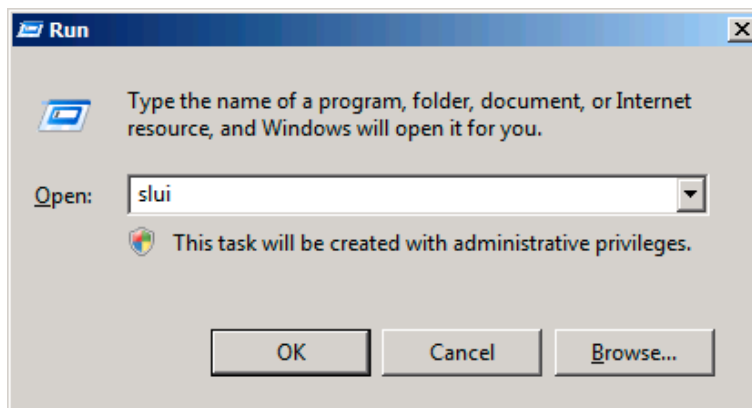 Run
Type the name of a program, folder, document, or Internet
resource, and Windows will open it for you.
Open: slui
This task will be created with administrative privileges.
OK Cancel Browse...